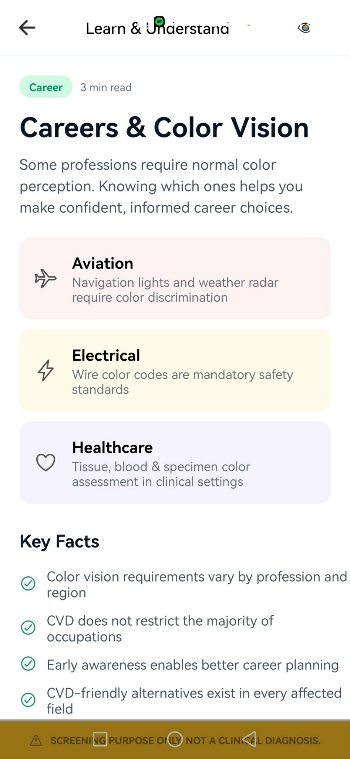 Learn & Understand
Career
3 min read
Careers & Color Vision
Some professions require normal color
perception. Knowing which ones helps you
make confident, informed career choices.
Aviation
Navigation lights and weather radar
require color discrimination
Electrical
Wire color codes are mandatory safety
standards
Healthcare
Tissue, blood & specimen color
assessment in clinical settings
Key Facts
Color vision requirements vary by profession and
region
CVD does not restrict the majority of
occupations
Early awareness enables better career planning
CVD-friendly alternatives exist in every affected
field
SCREENING PURPOSE ONLY NOT A CLINICAL DIAGNOSIS.